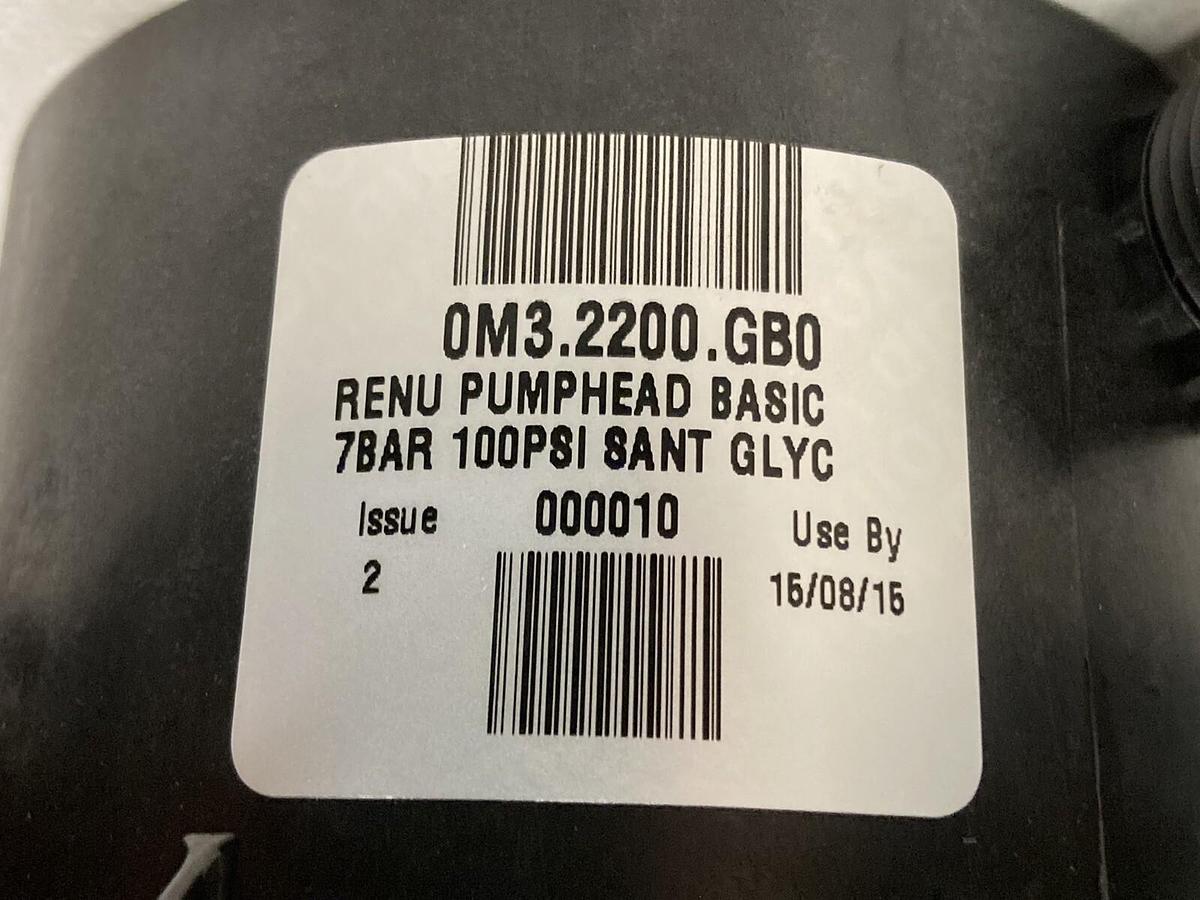 0M3.2200.GB0
RENU PUMPHEAD BASIC
7BAR 100PSI SANT GLYC
Issue 000010 Use By
2 15/08/15